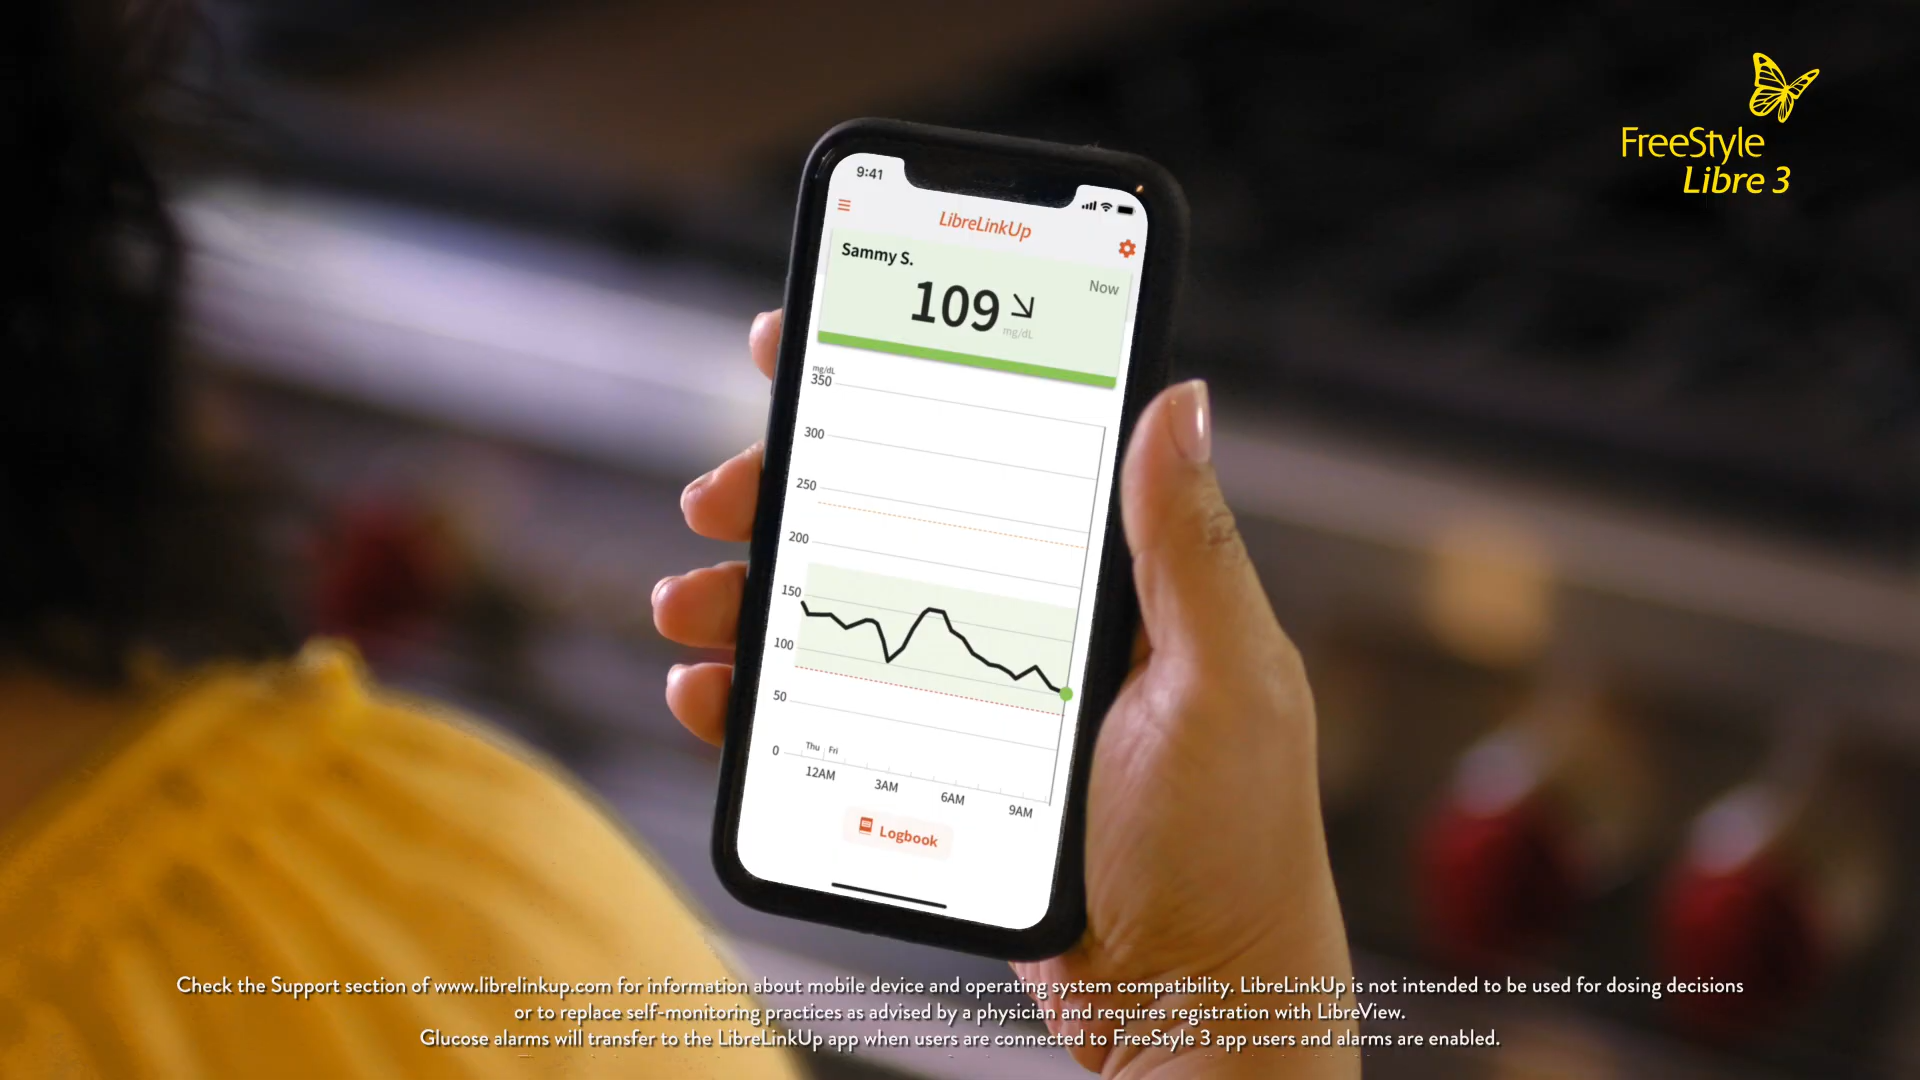 FreeStyle
Libre 3
9:41
LibreLinkUp
Sammy S.
Now
109
mg/dL
mg/dL
350
300
250
200
150
100
50
0
Thu Fri
12AM 3AM 6AM 9AM
Logbook
Check the Support section of www.librelinkup.com for information about mobile device and operating system compatibility. LibreLinkUp is not intended to be used for dosing decisions
or to replace self-monitoring practices as advised by a physician and requires registration with LibreView.
Glucose alarms will transfer to the LibreLinkUp app when users are connected to FreeStyle 3 app users and alarms are enabled.